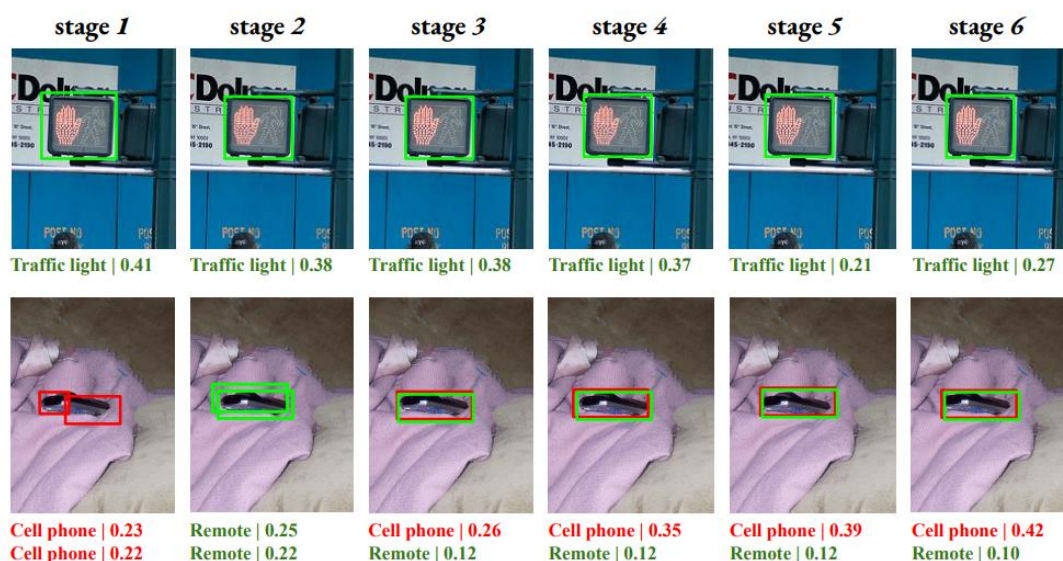 stage 1 stage 2 stage 3 stage 4 stage 5 stage 6
Traffic light | 0.41 Traffic light | 0.38 Traffic light | 0.38 Traffic light | 0.37 Traffic light | 0.21 Traffic light | 0.27
Cell phone | 0.23 Remote | 0.25 Cell phone | 0.26 Cell phone | 0.35 Cell phone | 0.39 Cell phone | 0.42
Cell phone | 0.22 Remote | 0.22 Remote | 0.12 Remote | 0.12 Remote | 0.12 Remote | 0.10